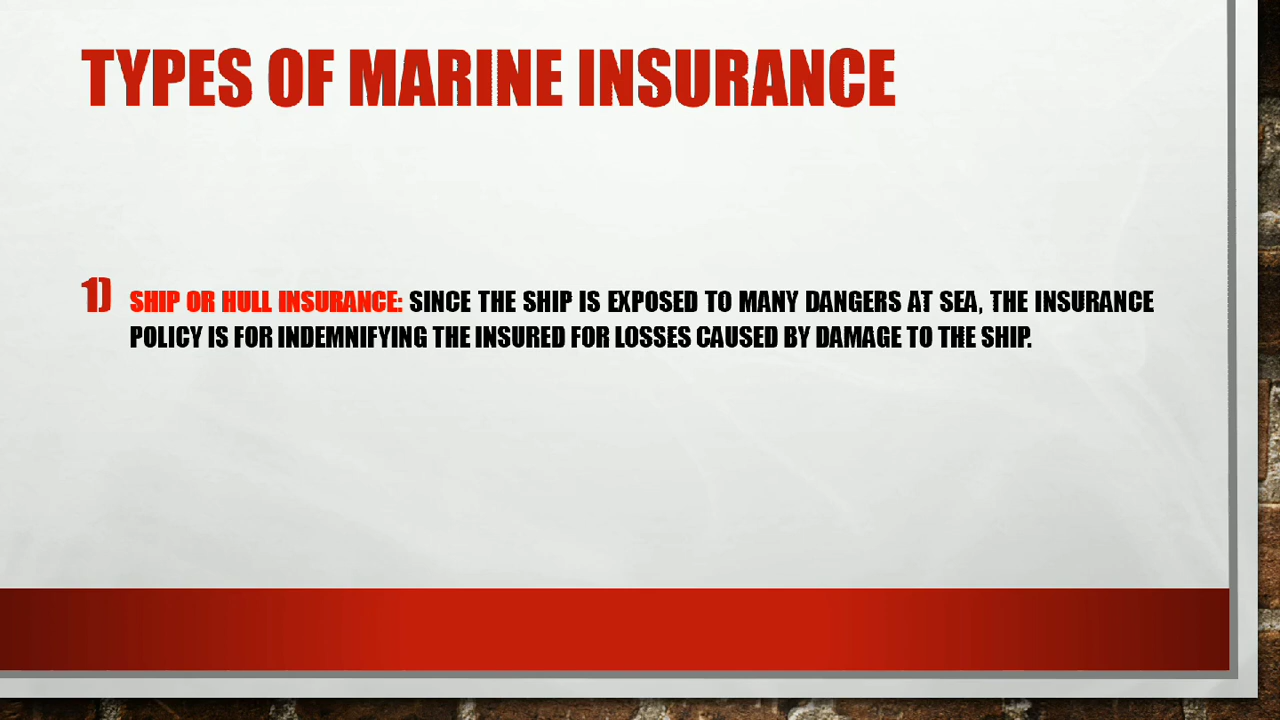 TYPES OF MARINE INSURANCE
1) SHIP OR HULL INSURANCE: SINCE THE SHIP IS EXPOSED TO MANY DANGERS AT SEA, THE INSURANCE
POLICY IS FOR INDEMNIFYING THE INSURED FOR LOSSES CAUSED BY DAMAGE TO THE SHIP.